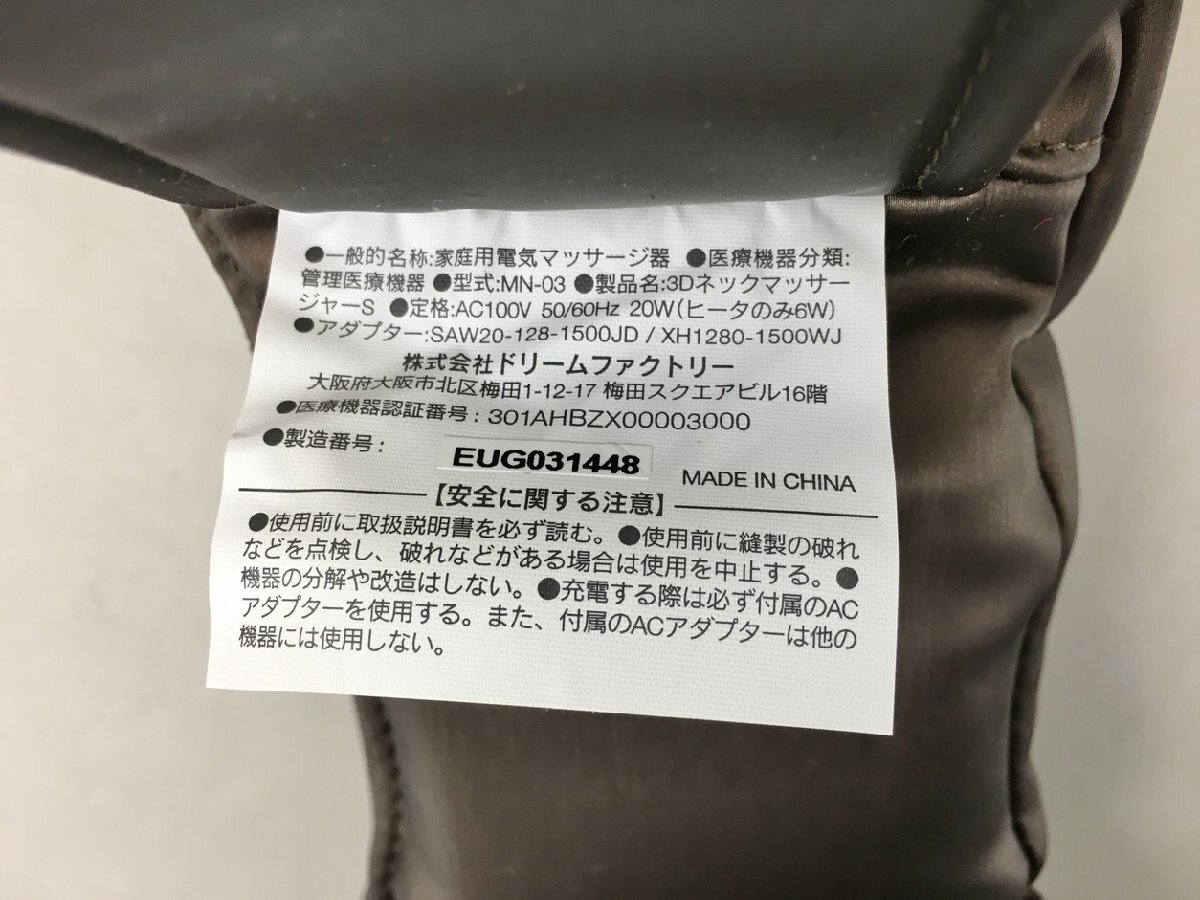 ●一般的名称:家庭用電気マッサージ器 ●医療機器分類:
管理医療機器 ●型式:MN-03 ●製品名:3Dネックマッサー
ジャーS ●定格:AC100V 50/60Hz 20W(ヒータのみ6W)
●アダプター:SAW20-128-1500JD / XH1280-1500WJ
株式会社ドリームファクトリー
大阪府大阪市北区梅田1-12-17 梅田スクエアビル16階
●医療機器認証番号:301AHBZX00003000
●製造番号: EUG031448 MADE IN CHINA
【安全に関する注意】
●使用前に取扱説明書を必ず読む。●使用前に縫製の破れ
などを点検し、破れなどがある場合は使用を中止する。●
機器の分解や改造はしない。●充電する際は必ず付属のAC
アダプターを使用する。また、付属のACアダプターは他の
機器には使用しない。